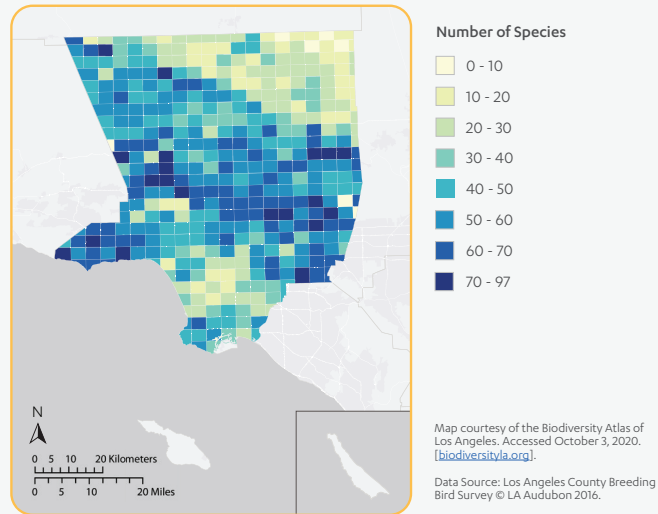 Number of Species
0 - 10
10 - 20
20 - 30
30 - 40
40 - 50
50 - 60
60 - 70
70 - 97
N
0 5 10 20 Kilometers
0 5 10 20 Miles
Map courtesy of the Biodiversity Atlas of
Los Angeles. Accessed October 3, 2020.
[biodiversityla.org].
Data Source: Los Angeles County Breeding
Bird Survey © LA Audubon 2016.